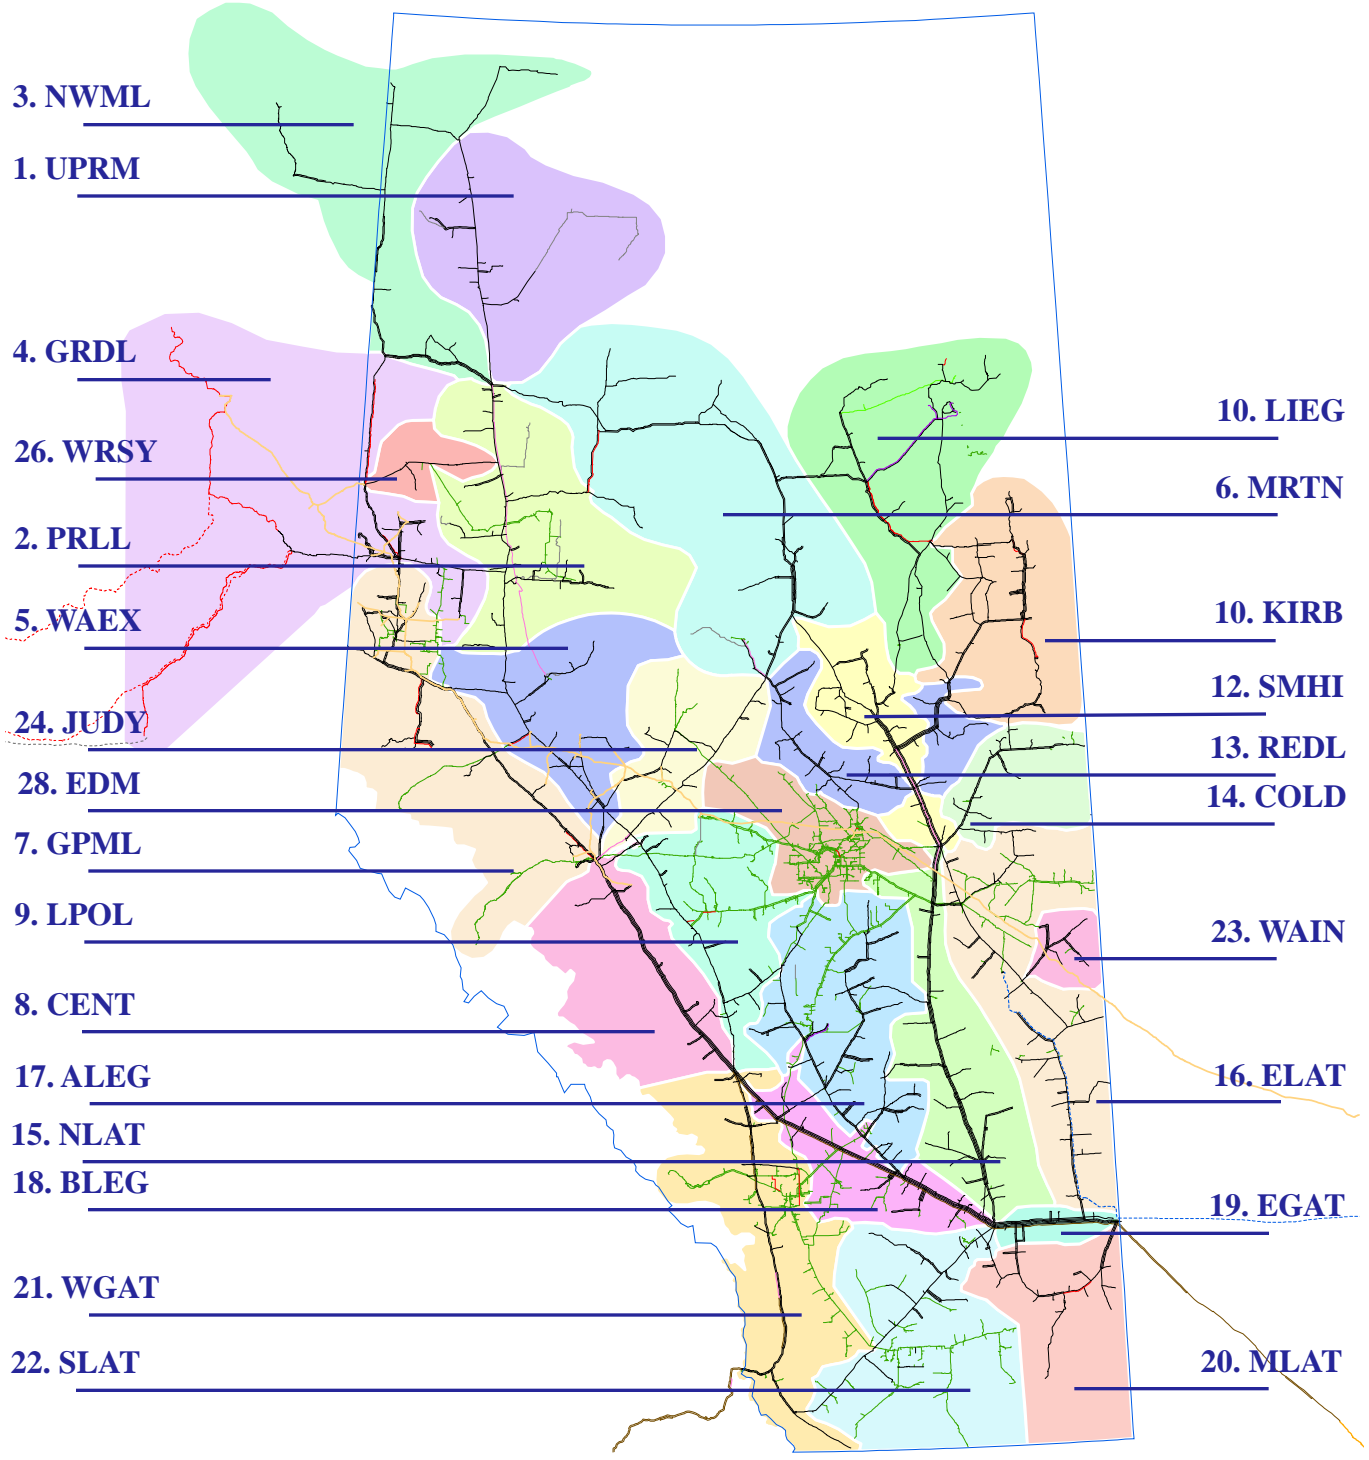 3. NWML
1. UPRM
4. GRDL
26. WRSY
2. PRLL
5. WAEX
24. JUDY
28. EDM
7. GPML
9. LPOL
8. CENT
17. ALEG
15. NLAT
18. BLEG
21. WGAT
22. SLAT
10. LIEG
6. MRTN
10. KIRB
12. SMHI
13. REDL
14. COLD
23. WAIN
16. ELAT
19. EGAT
20. MLAT